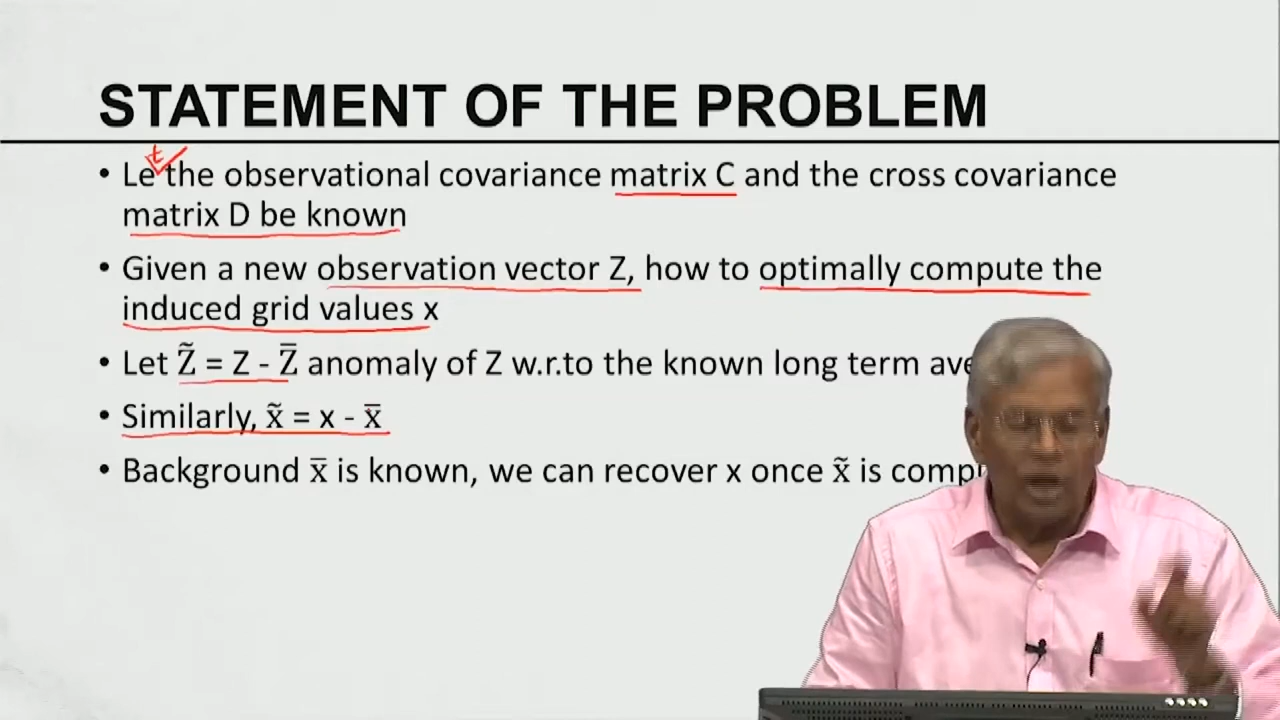 STATEMENT OF THE PROBLEM
• Le the observational covariance matrix C and the cross covariance
t
matrix D be known
• Given a new observation vector Z, how to optimally compute the
induced grid values x
• Let Z̃ = Z - Z̅ anomaly of Z w.r.to the known long term
• Similarly, x̃ = x - x̅
• Background x̅ is known, we can recover x once x̃ is